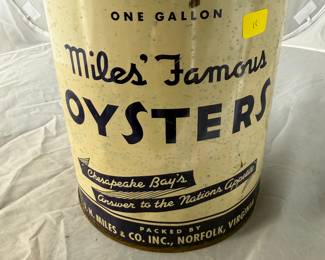 ONE GALLON
Miles' Famous
OYSTERS
Chesapeake Bay's
Answer to the Nations Appetite
PACKED BY
H. MILES & CO. INC., NORFOLK, VIRGINIA